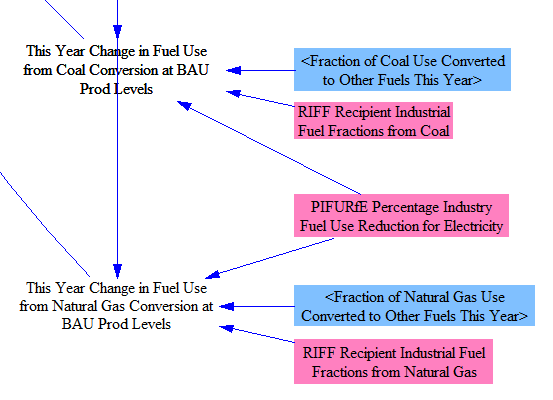 This Year Change in Fuel Use
from Coal Conversion at BAU
Prod Levels
<Fraction of Coal Use Converted
to Other Fuels This Year>
RIFF Recipient Industrial
Fuel Fractions from Coal
PIFURfE Percentage Industry
Fuel Use Reduction for Electricity
This Year Change in Fuel Use
from Natural Gas Conversion at
BAU Prod Levels
<Fraction of Natural Gas Use
Converted to Other Fuels This Year>
RIFF Recipient Industrial Fuel
Fractions from Natural Gas